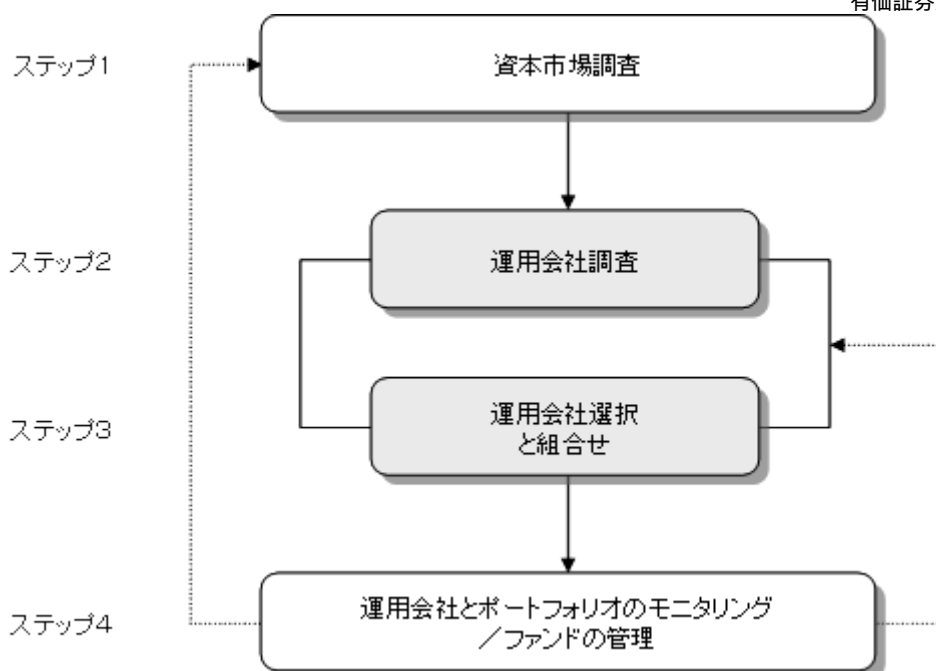 有価証券
ステップ1
資本市場調査
ステップ2
運用会社調査
ステップ3
運用会社選択
と組合せ
ステップ4
運用会社とポートフォリオのモニタリング
／ファンドの管理